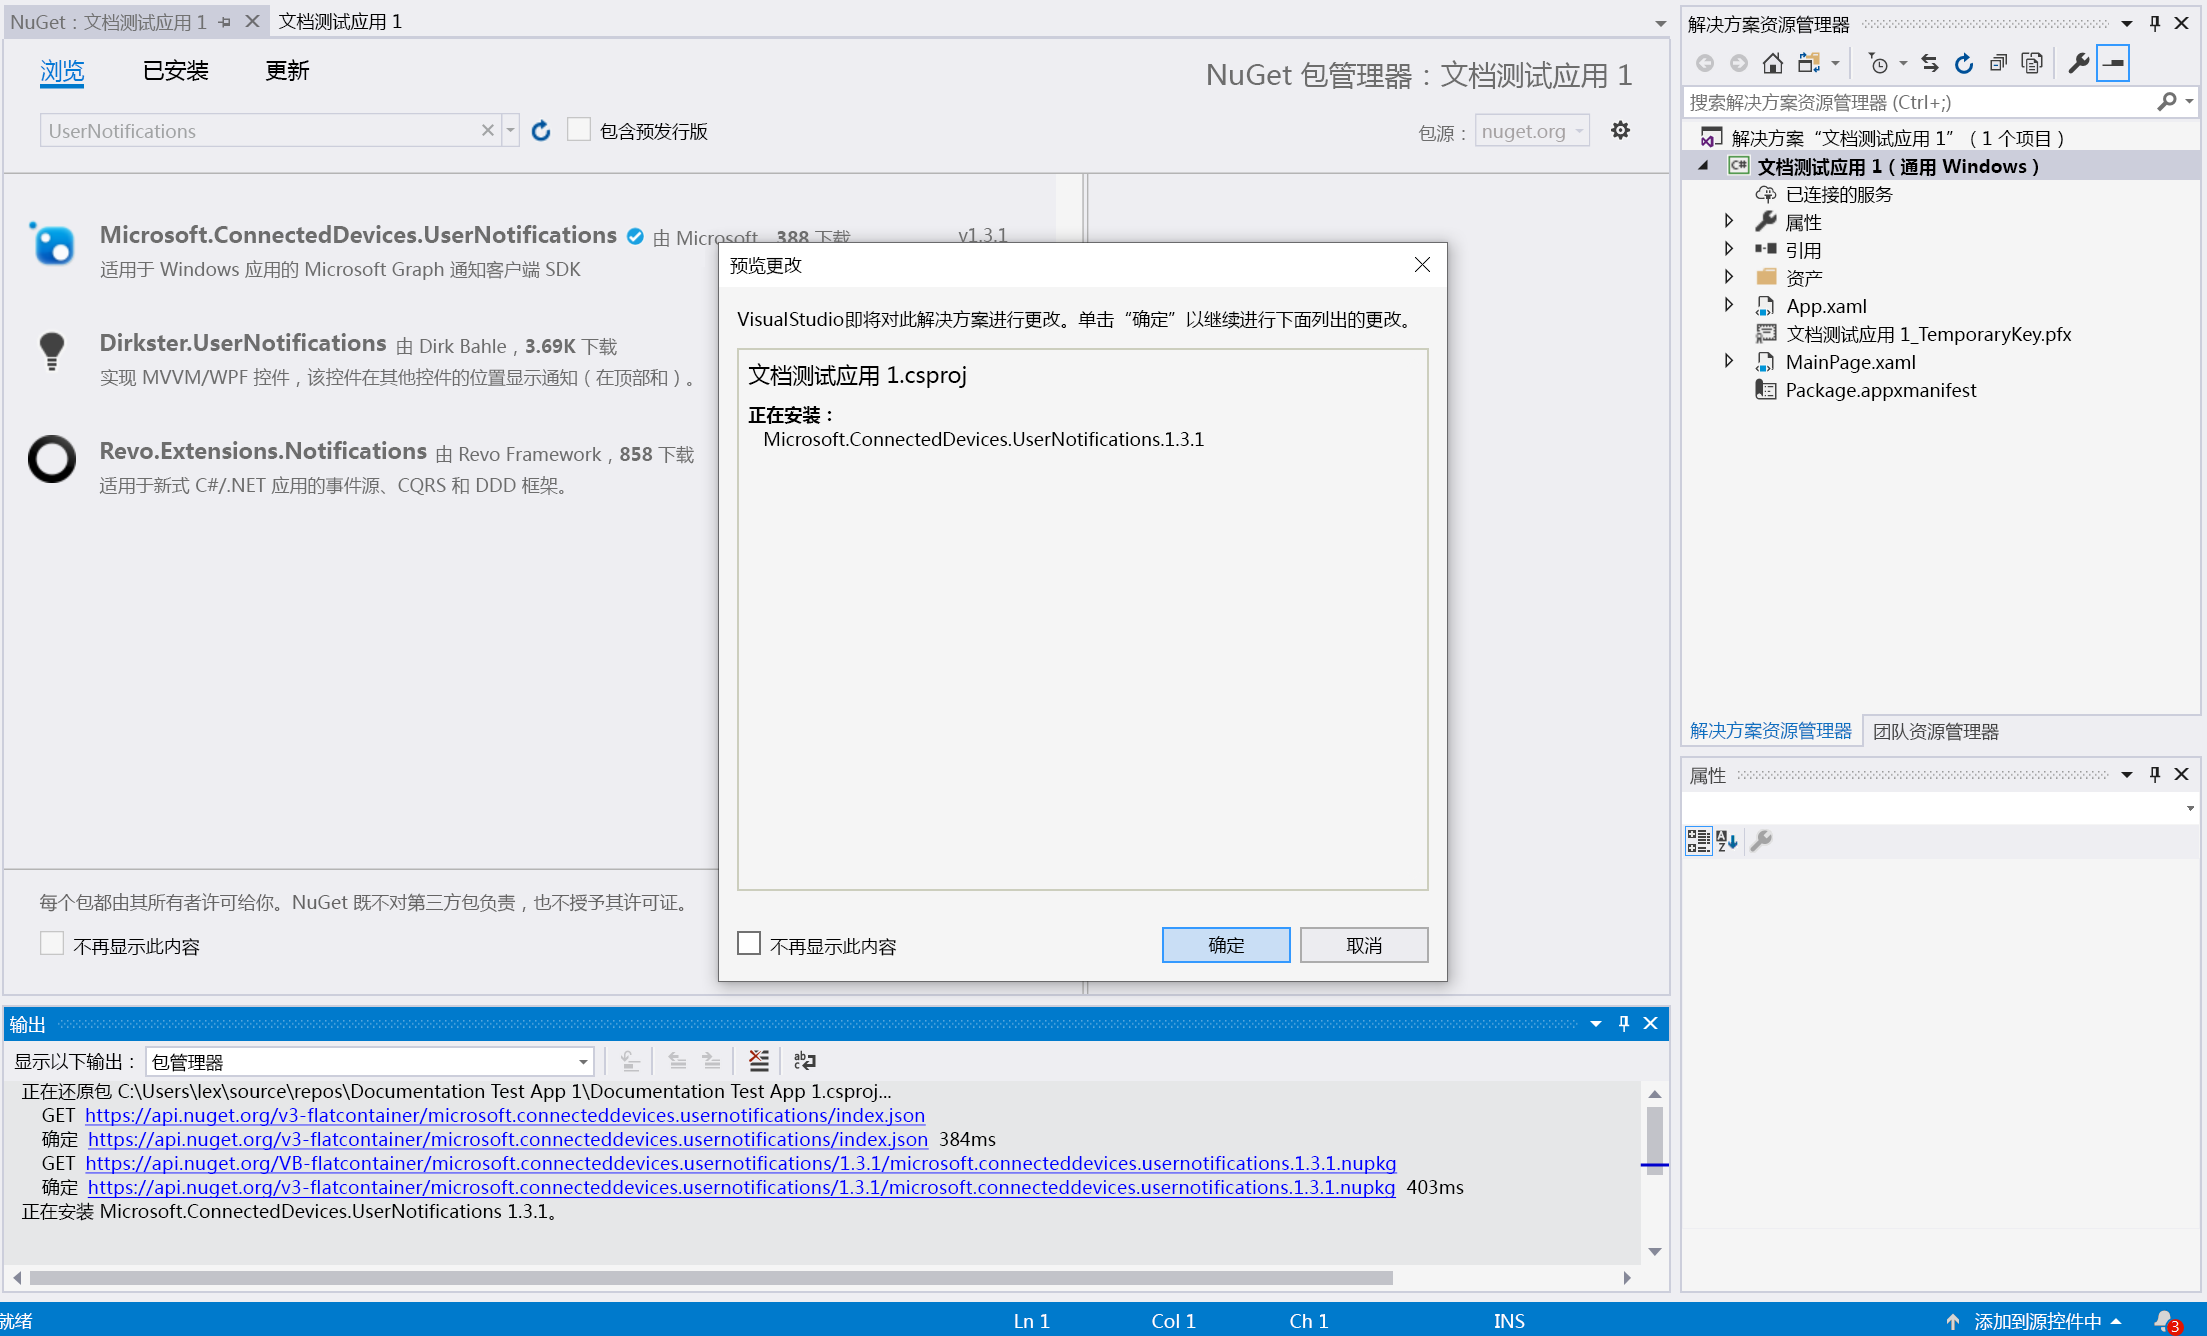 NuGet：文档测试应用 1
文档测试应用 1
浏览 已安装 更新
NuGet 包管理器：文档测试应用 1
UserNotifications
包含预发行版
包源： nuget.org
Microsoft.ConnectedDevices.UserNotifications 由 Microsoft 388 下载 v1.3.1
适用于 Windows 应用的 Microsoft Graph 通知客户端 SDK
Dirkster.UserNotifications 由 Dirk Bahle，3.69K 下载
实现 MVVM/WPF 控件，该控件在其他控件的位置显示通知（在顶部和）。
Revo.Extensions.Notifications 由 Revo Framework，858 下载
适用于新式 C#/.NET 应用的事件源、CQRS 和 DDD 框架。
每个包都由其所有者许可给你。NuGet 既不对第三方包负责，也不授予其许可证。
不再显示此内容
预览更改
VisualStudio即将对此解决方案进行更改。单击“确定”以继续进行下面列出的更改。
文档测试应用 1.csproj
正在安装：
Microsoft.ConnectedDevices.UserNotifications.1.3.1
不再显示此内容
确定
取消
输出
显示以下输出： 包管理器
正在还原包 C:\Users\lex\source\repos\Documentation Test App 1\Documentation Test App 1.csproj...
GET https://api.nuget.org/v3-flatcontainer/microsoft.connecteddevices.usernotifications/index.json
确定 https://api.nuget.org/v3-flatcontainer/microsoft.connecteddevices.usernotifications/index.json 384ms
GET https://api.nuget.org/VB-flatcontainer/microsoft.connecteddevices.usernotifications/1.3.1/microsoft.connecteddevices.usernotifications.1.3.1.nupkg
确定 https://api.nuget.org/v3-flatcontainer/microsoft.connecteddevices.usernotifications/1.3.1/microsoft.connecteddevices.usernotifications.1.3.1.nupkg 403ms
正在安装 Microsoft.ConnectedDevices.UserNotifications 1.3.1。
解决方案资源管理器
搜索解决方案资源管理器 (Ctrl+;)
解决方案“文档测试应用 1”（1 个项目）
C# 文档测试应用 1（通用 Windows）
已连接的服务
属性
引用
资产
App.xaml
文档测试应用 1_TemporaryKey.pfx
MainPage.xaml
Package.appxmanifest
解决方案资源管理器 团队资源管理器
属性
就绪 Ln 1 Col 1 Ch 1 INS 添加到源控件中 3